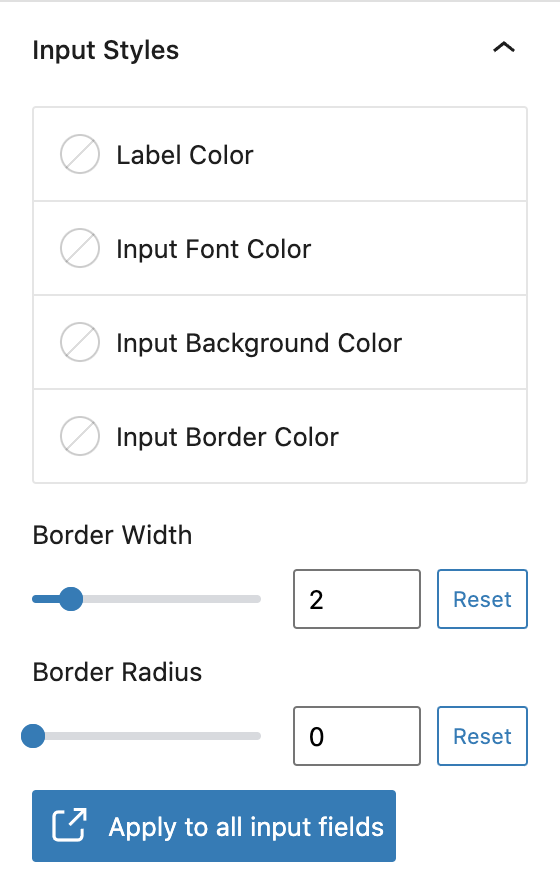 Input Styles
Label Color
Input Font Color
Input Background Color
Input Border Color
Border Width
2 Reset
Border Radius
0 Reset
Apply to all input fields